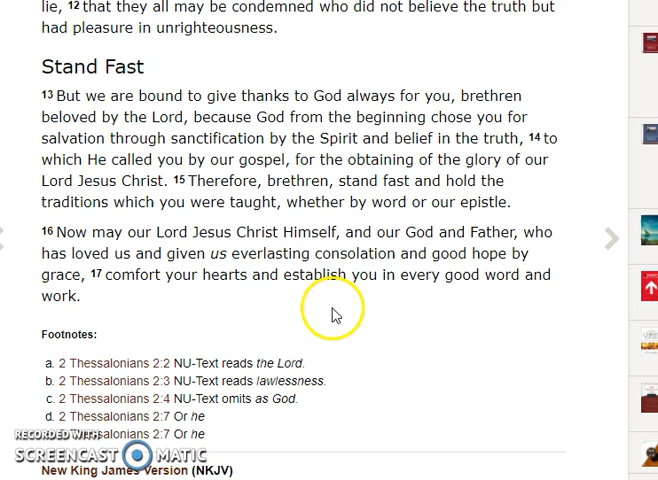 lie, 12 that they all may be condemned who did not believe the truth but
had pleasure in unrighteousness.
Stand Fast
13 But we are bound to give thanks to God always for you, brethren
beloved by the Lord, because God from the beginning chose you for
salvation through sanctification by the Spirit and belief in the truth, 14 to
which He called you by our gospel, for the obtaining of the glory of our
Lord Jesus Christ. 15 Therefore, brethren, stand fast and hold the
traditions which you were taught, whether by word or our epistle.
16 Now may our Lord Jesus Christ Himself, and our God and Father, who
has loved us and given us everlasting consolation and good hope by
grace, 17 comfort your hearts and establish you in every good word and
work.
Footnotes:
a. 2 Thessalonians 2:2 NU-Text reads the Lord.
b. 2 Thessalonians 2:3 NU-Text reads lawlessness.
c. 2 Thessalonians 2:4 NU-Text omits as God.
d. 2 Thessalonians 2:7 Or he
Thessalonians 2:7 Or he
RECORDED WITH
SCREENCAST MATIC
New King James Version (NKJV)